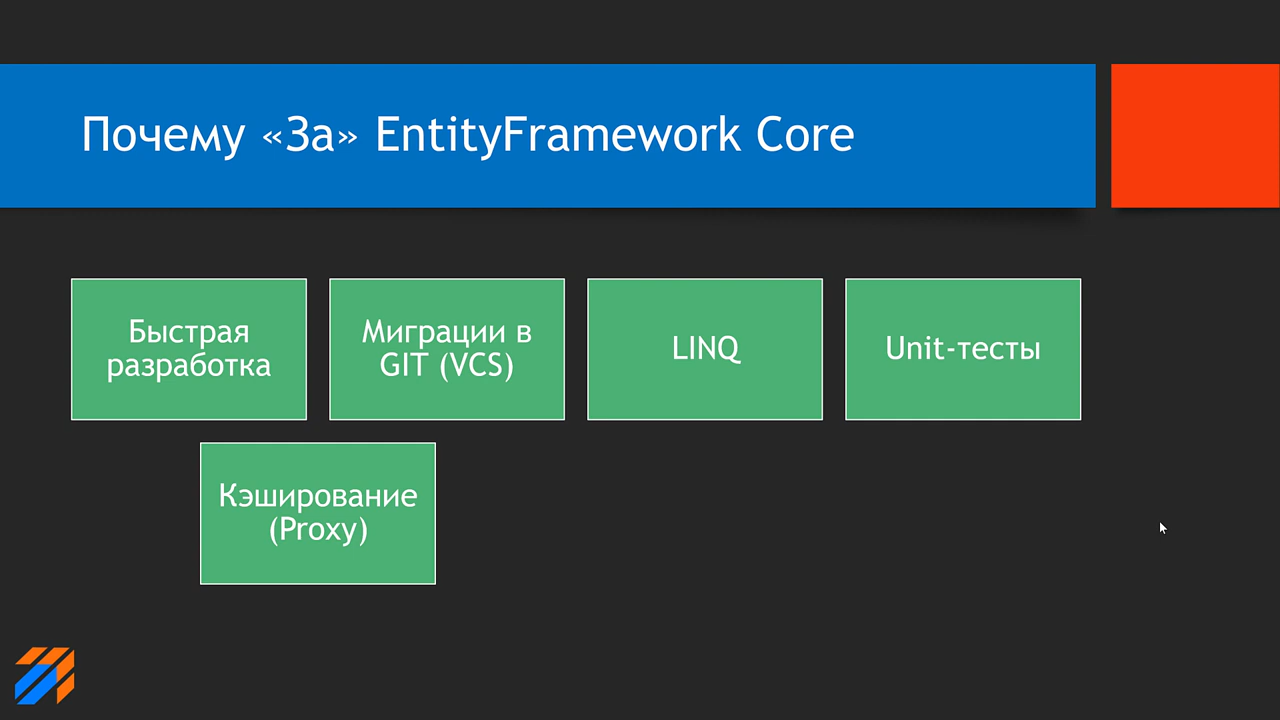 Почему «За» EntityFramework Core
Быстрая
разработка
Миграции в
GIT (VCS)
LINQ
Unit-тесты
Кэширование
(Proxy)